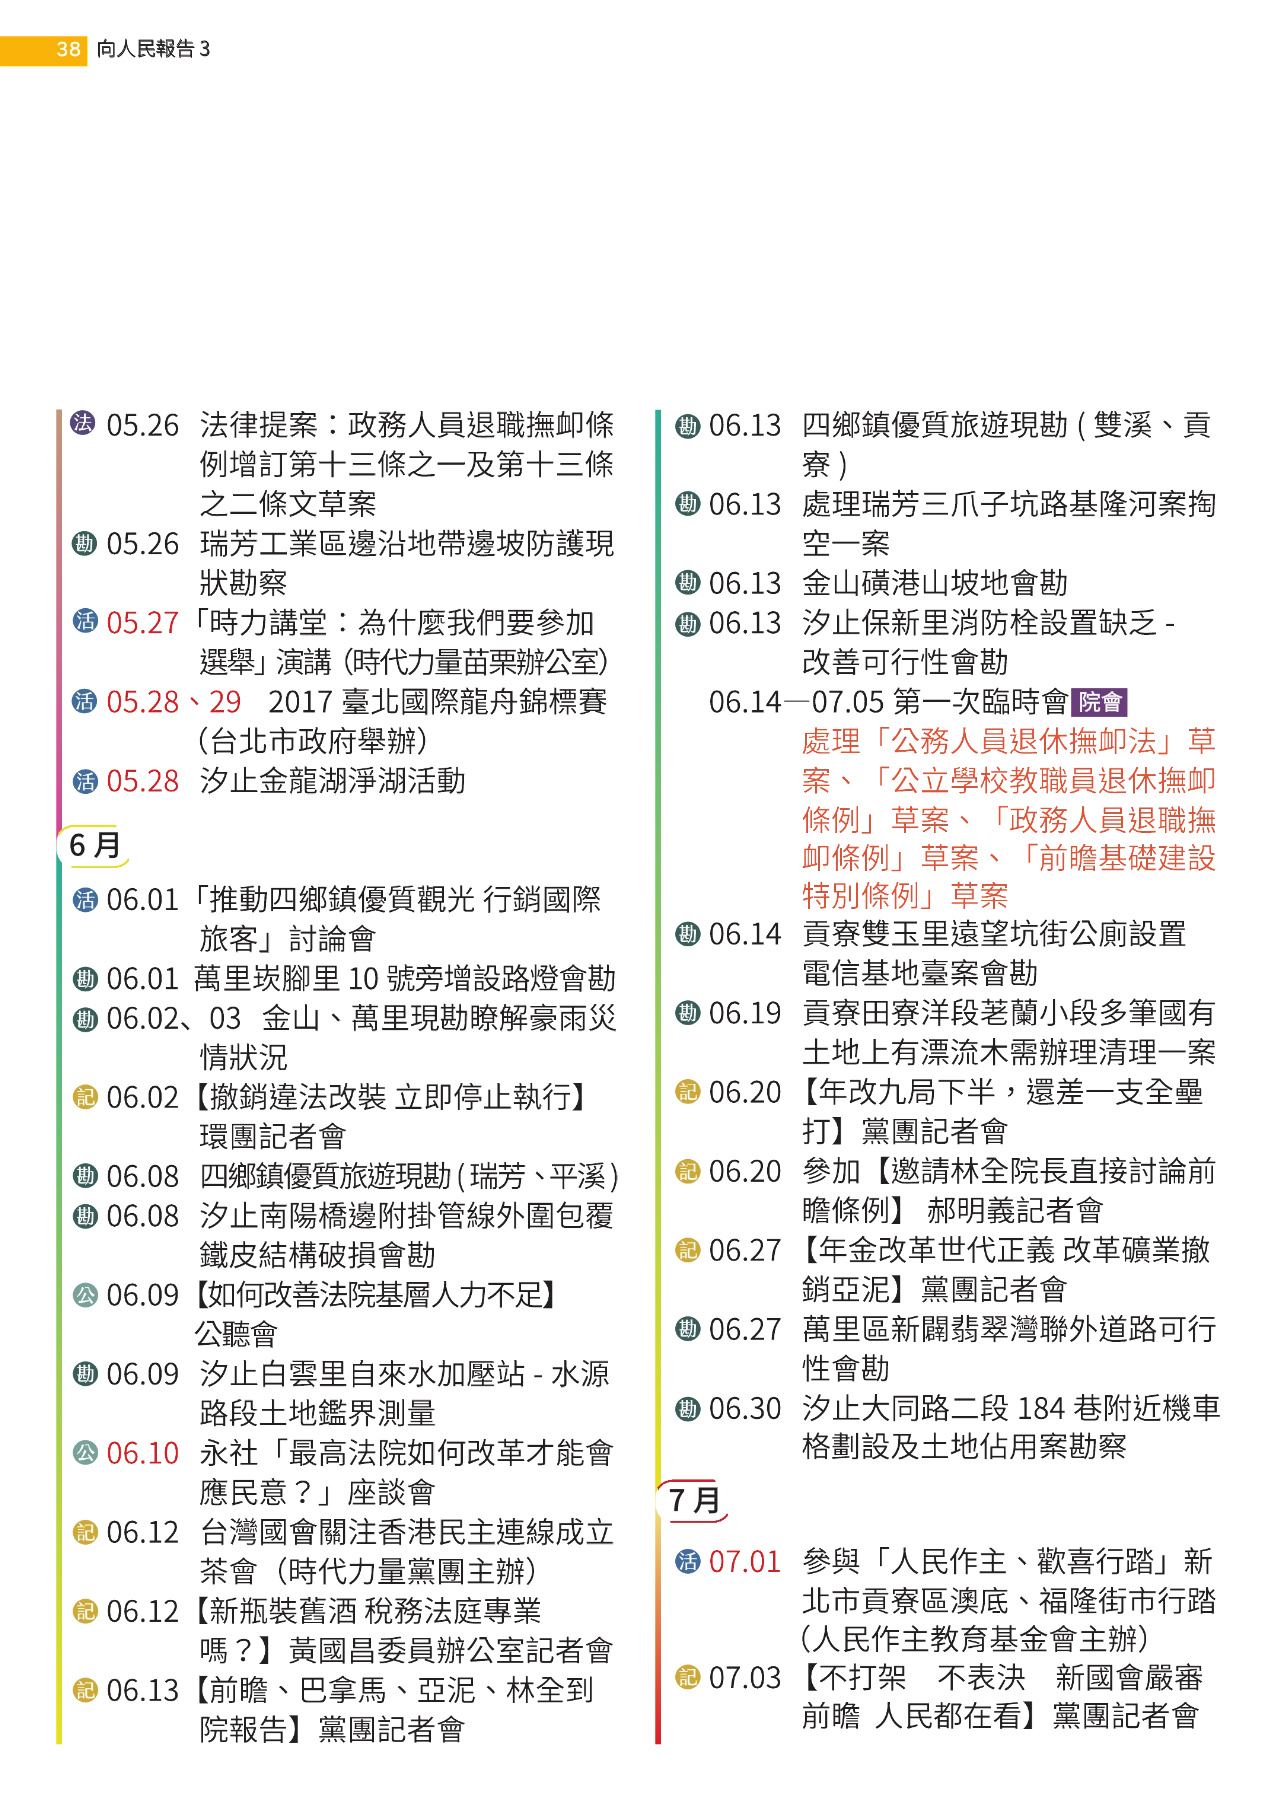 38 向人民報告 3
法 05.26 法律提案：政務人員退職撫卹條
例增訂第十三條之一及第十三條
之二條文草案
勘 05.26 瑞芳工業區邊沿地帶邊坡防護現
狀勘察
活 05.27「時力講堂：為什麼我們要參加
選舉」演講（時代力量苗栗辦公室）
活 05.28、29 2017 臺北國際龍舟錦標賽
（台北市政府舉辦）
活 05.28 汐止金龍湖淨湖活動
6 月
活 06.01「推動四鄉鎮優質觀光 行銷國際
旅客」討論會
勘 06.01 萬里崁腳里 10 號旁增設路燈會勘
勘 06.02、03 金山、萬里現勘瞭解豪雨災
情狀況
記 06.02【撤銷違法改裝 立即停止執行】
環團記者會
勘 06.08 四鄉鎮優質旅遊現勘 ( 瑞芳、平溪 )
勘 06.08 汐止南陽橋邊附掛管線外圍包覆
鐵皮結構破損會勘
公 06.09【如何改善法院基層人力不足】
公聽會
勘 06.09 汐止白雲里自來水加壓站 - 水源
路段土地鑑界測量
公 06.10 永社「最高法院如何改革才能會
應民意？」座談會
記 06.12 台灣國會關注香港民主連線成立
茶會（時代力量黨團主辦）
記 06.12【新瓶裝舊酒 稅務法庭專業
嗎？】黃國昌委員辦公室記者會
記 06.13【前瞻、巴拿馬、亞泥、林全到
院報告】黨團記者會
勘 06.13 四鄉鎮優質旅遊現勘 ( 雙溪、貢
寮 )
勘 06.13 處理瑞芳三爪子坑路基隆河案掏
空一案
勘 06.13 金山磺港山坡地會勘
勘 06.13 汐止保新里消防栓設置缺乏 -
改善可行性會勘
06.14—07.05 第一次臨時會 院會
處理「公務人員退休撫卹法」草
案、「公立學校教職員退休撫卹
條例」草案、「政務人員退職撫
卹條例」草案、「前瞻基礎建設
特別條例」草案
勘 06.14 貢寮雙玉里遠望坑街公廁設置
電信基地臺案會勘
勘 06.19 貢寮田寮洋段荖蘭小段多筆國有
土地上有漂流木需辦理清理一案
記 06.20 【年改九局下半，還差一支全壘
打】黨團記者會
記 06.20 參加【邀請林全院長直接討論前
瞻條例】 郝明義記者會
記 06.27 【年金改革世代正義 改革礦業撤
銷亞泥】黨團記者會
勘 06.27 萬里區新闢翡翠灣聯外道路可行
性會勘
勘 06.30 汐止大同路二段 184 巷附近機車
格劃設及土地佔用案勘察
7 月
活 07.01 參與「人民作主、歡喜行踏」新
北市貢寮區澳底、福隆街市行踏
（人民作主教育基金會主辦）
記 07.03 【不打架　不表決　新國會嚴審
前瞻 人民都在看】黨團記者會